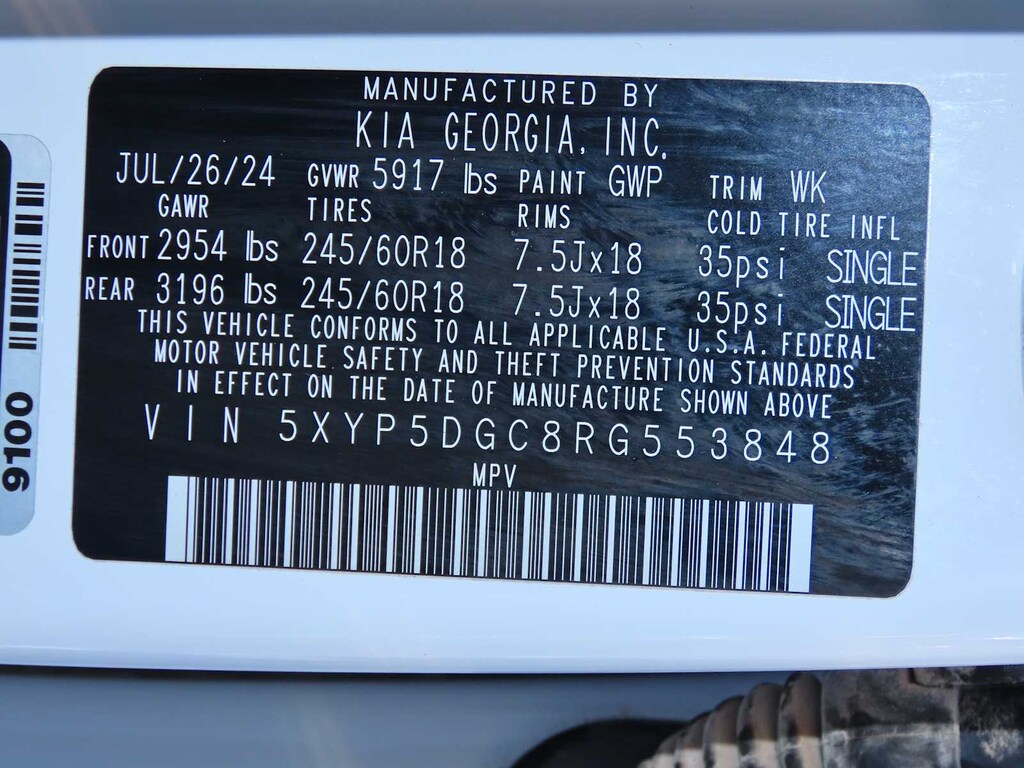 MANUFACTURED BY
KIA GEORGIA, INC.
JUL/26/24 GVWR 5917 lbs PAINT GWP TRIM WK
GAWR TIRES RIMS COLD TIRE INFL
FRONT 2954 lbs 245/60R18 7.5Jx18 35psi SINGLE
REAR 3196 lbs 245/60R18 7.5Jx18 35psi SINGLE
THIS VEHICLE CONFORMS TO ALL APPLICABLE U.S.A. FEDERAL
MOTOR VEHICLE SAFETY AND THEFT PREVENTION STANDARDS
IN EFFECT ON THE DATE OF MANUFACTURE SHOWN ABOVE
VIN 5XYP5DGC8RG553848
MPV
9100